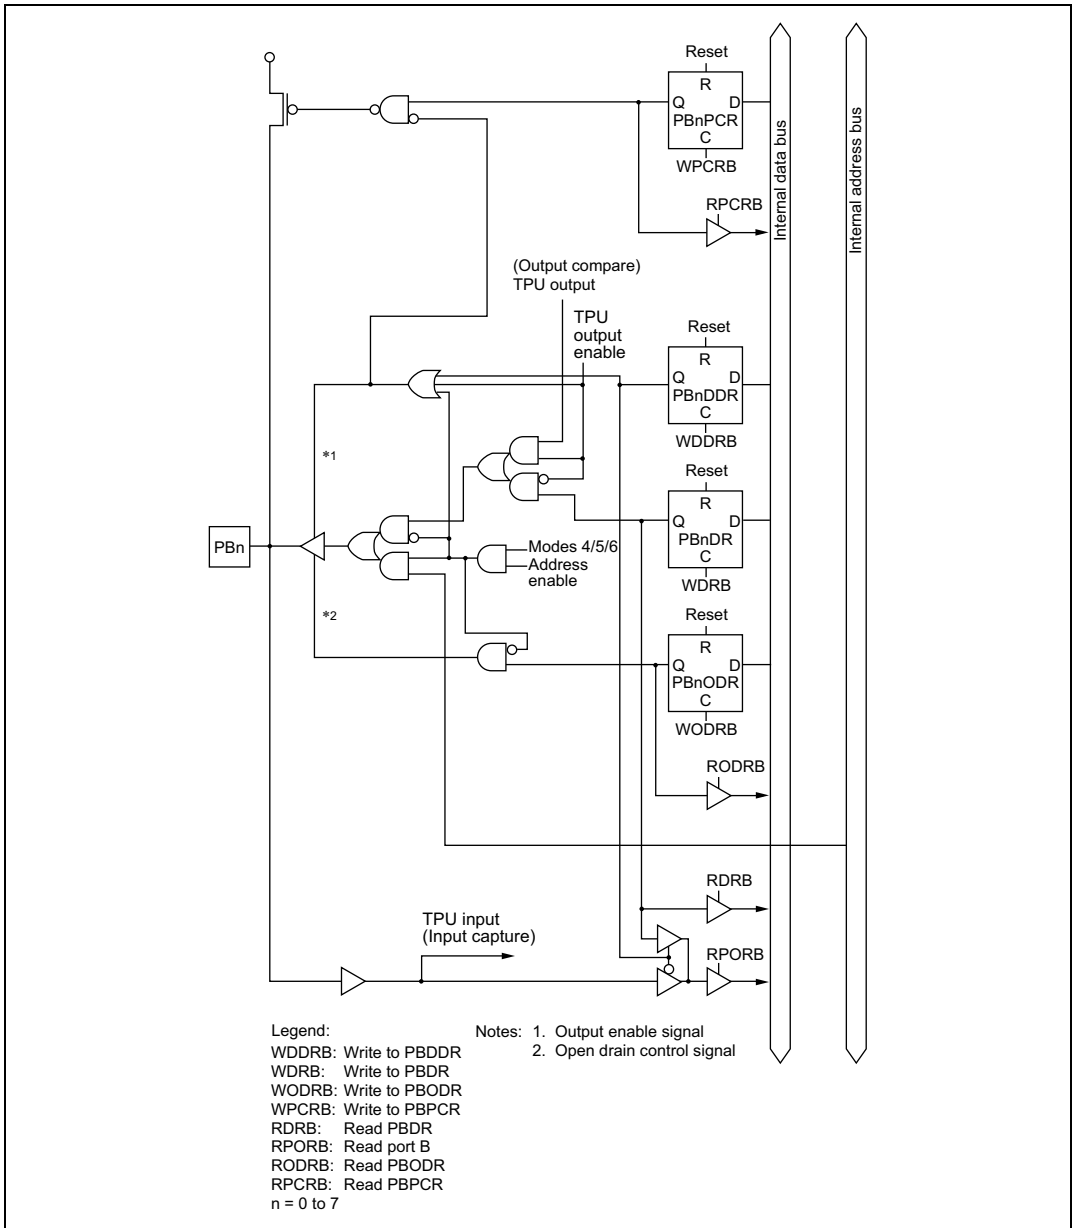 Reset
R
Q D
PBnPCR
C
WPCRB
RPCRB
Internal data bus
Internal address bus
(Output compare)
TPU output
TPU
output
enable
Reset
R
Q D
PBnDDR
C
WDDRB
*1
Reset
R
Q D
PBnDR
C
WDRB
PBn
Modes 4/5/6
Address
enable
*2
Reset
R
Q D
PBnODR
C
WODRB
RODRB
RDRB
TPU input
(Input capture)
RPORB
Legend:
WDDRB: Write to PBDDR
WDRB: Write to PBDR
WODRB: Write to PBODR
WPCRB: Write to PBPCR
RDRB: Read PBDR
RPORB: Read port B
RODRB: Read PBODR
RPCRB: Read PBPCR
n = 0 to 7
Notes: 1. Output enable signal
2. Open drain control signal